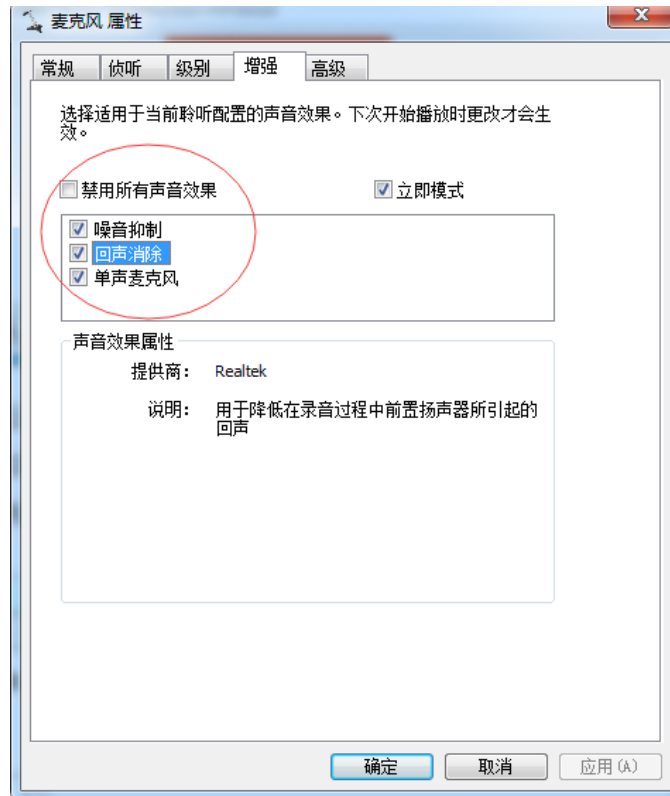 麦克风 属性
常规 侦听 级别 增强 高级
选择适用于当前聆听配置的声音效果。下次开始播放时更改才会生
效。
禁用所有声音效果 立即模式
噪音抑制
回声消除
单声麦克风
声音效果属性
提供商: Realtek
说明: 用于降低在录音过程中前置扬声器所引起的
回声
确定 取消 应用(A)